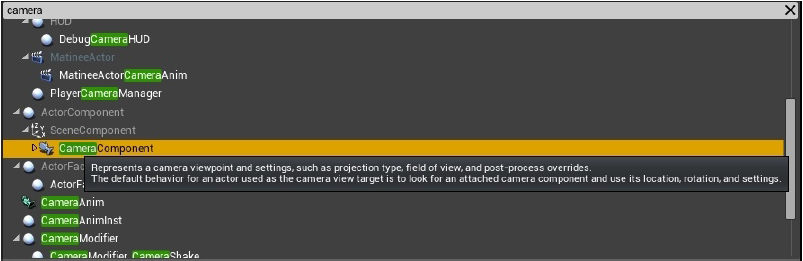 camera
HUD
DebugCameraHUD
MatineeActor
MatineeActorCameraAnim
PlayerCameraManager
ActorComponent
SceneComponent
CameraComponent
Represents a camera viewpoint and settings, such as projection type, field of view, and post-process overrides.
ActorFac
The default behavior for an actor used as the camera view target is to look for an attached camera component and use its location, rotation, and settings.
ActorFa
CameraAnim
CameraAnimInst
CameraModifier
CameraModifier_CameraShake